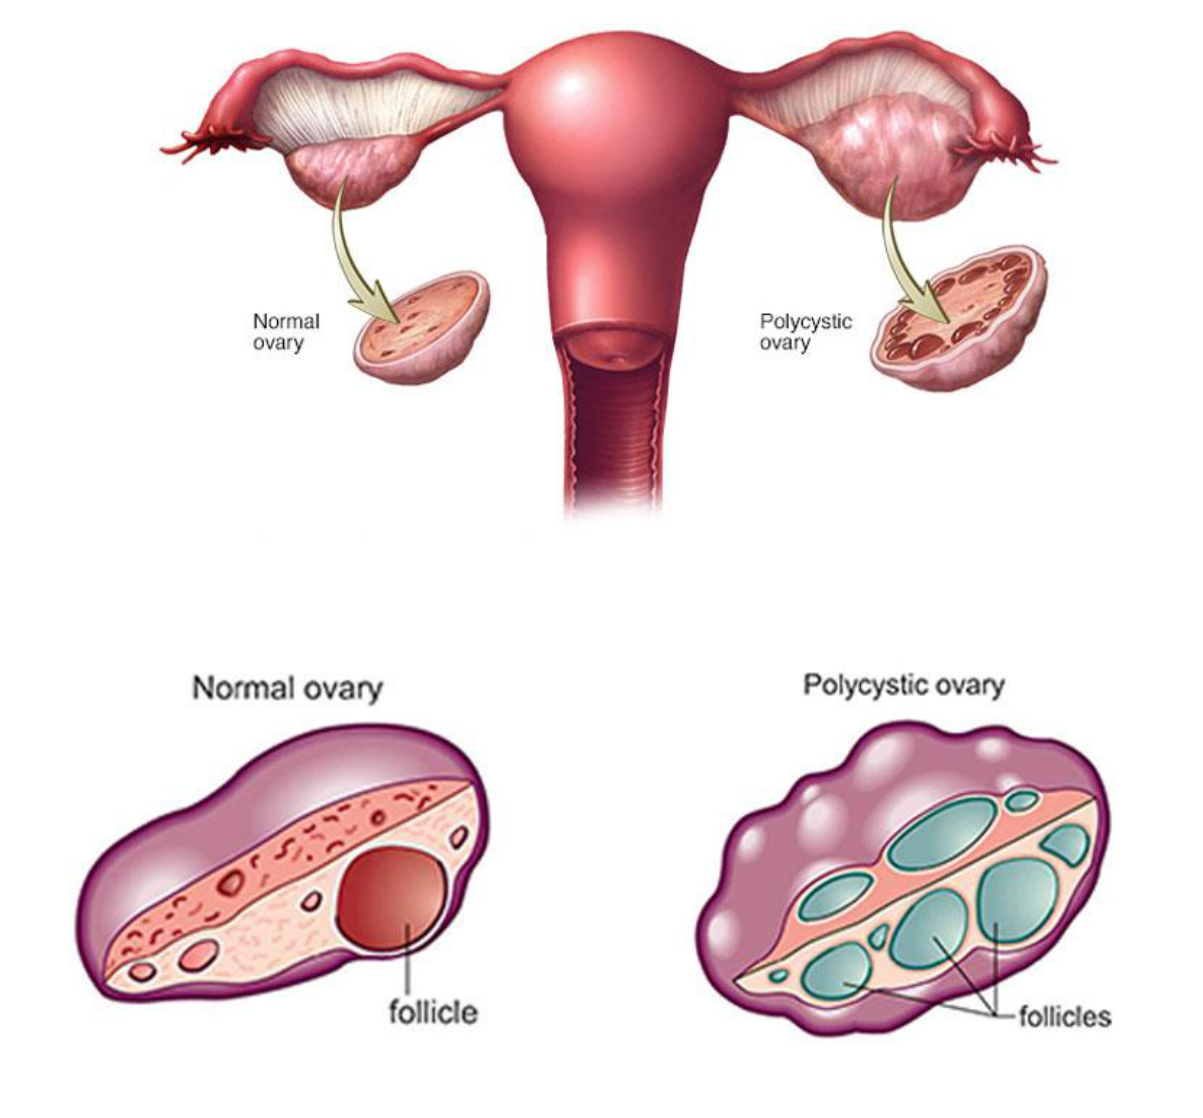 Normal
ovary
Polycystic
ovary
Normal ovary
Polycystic ovary
follicle
follicles